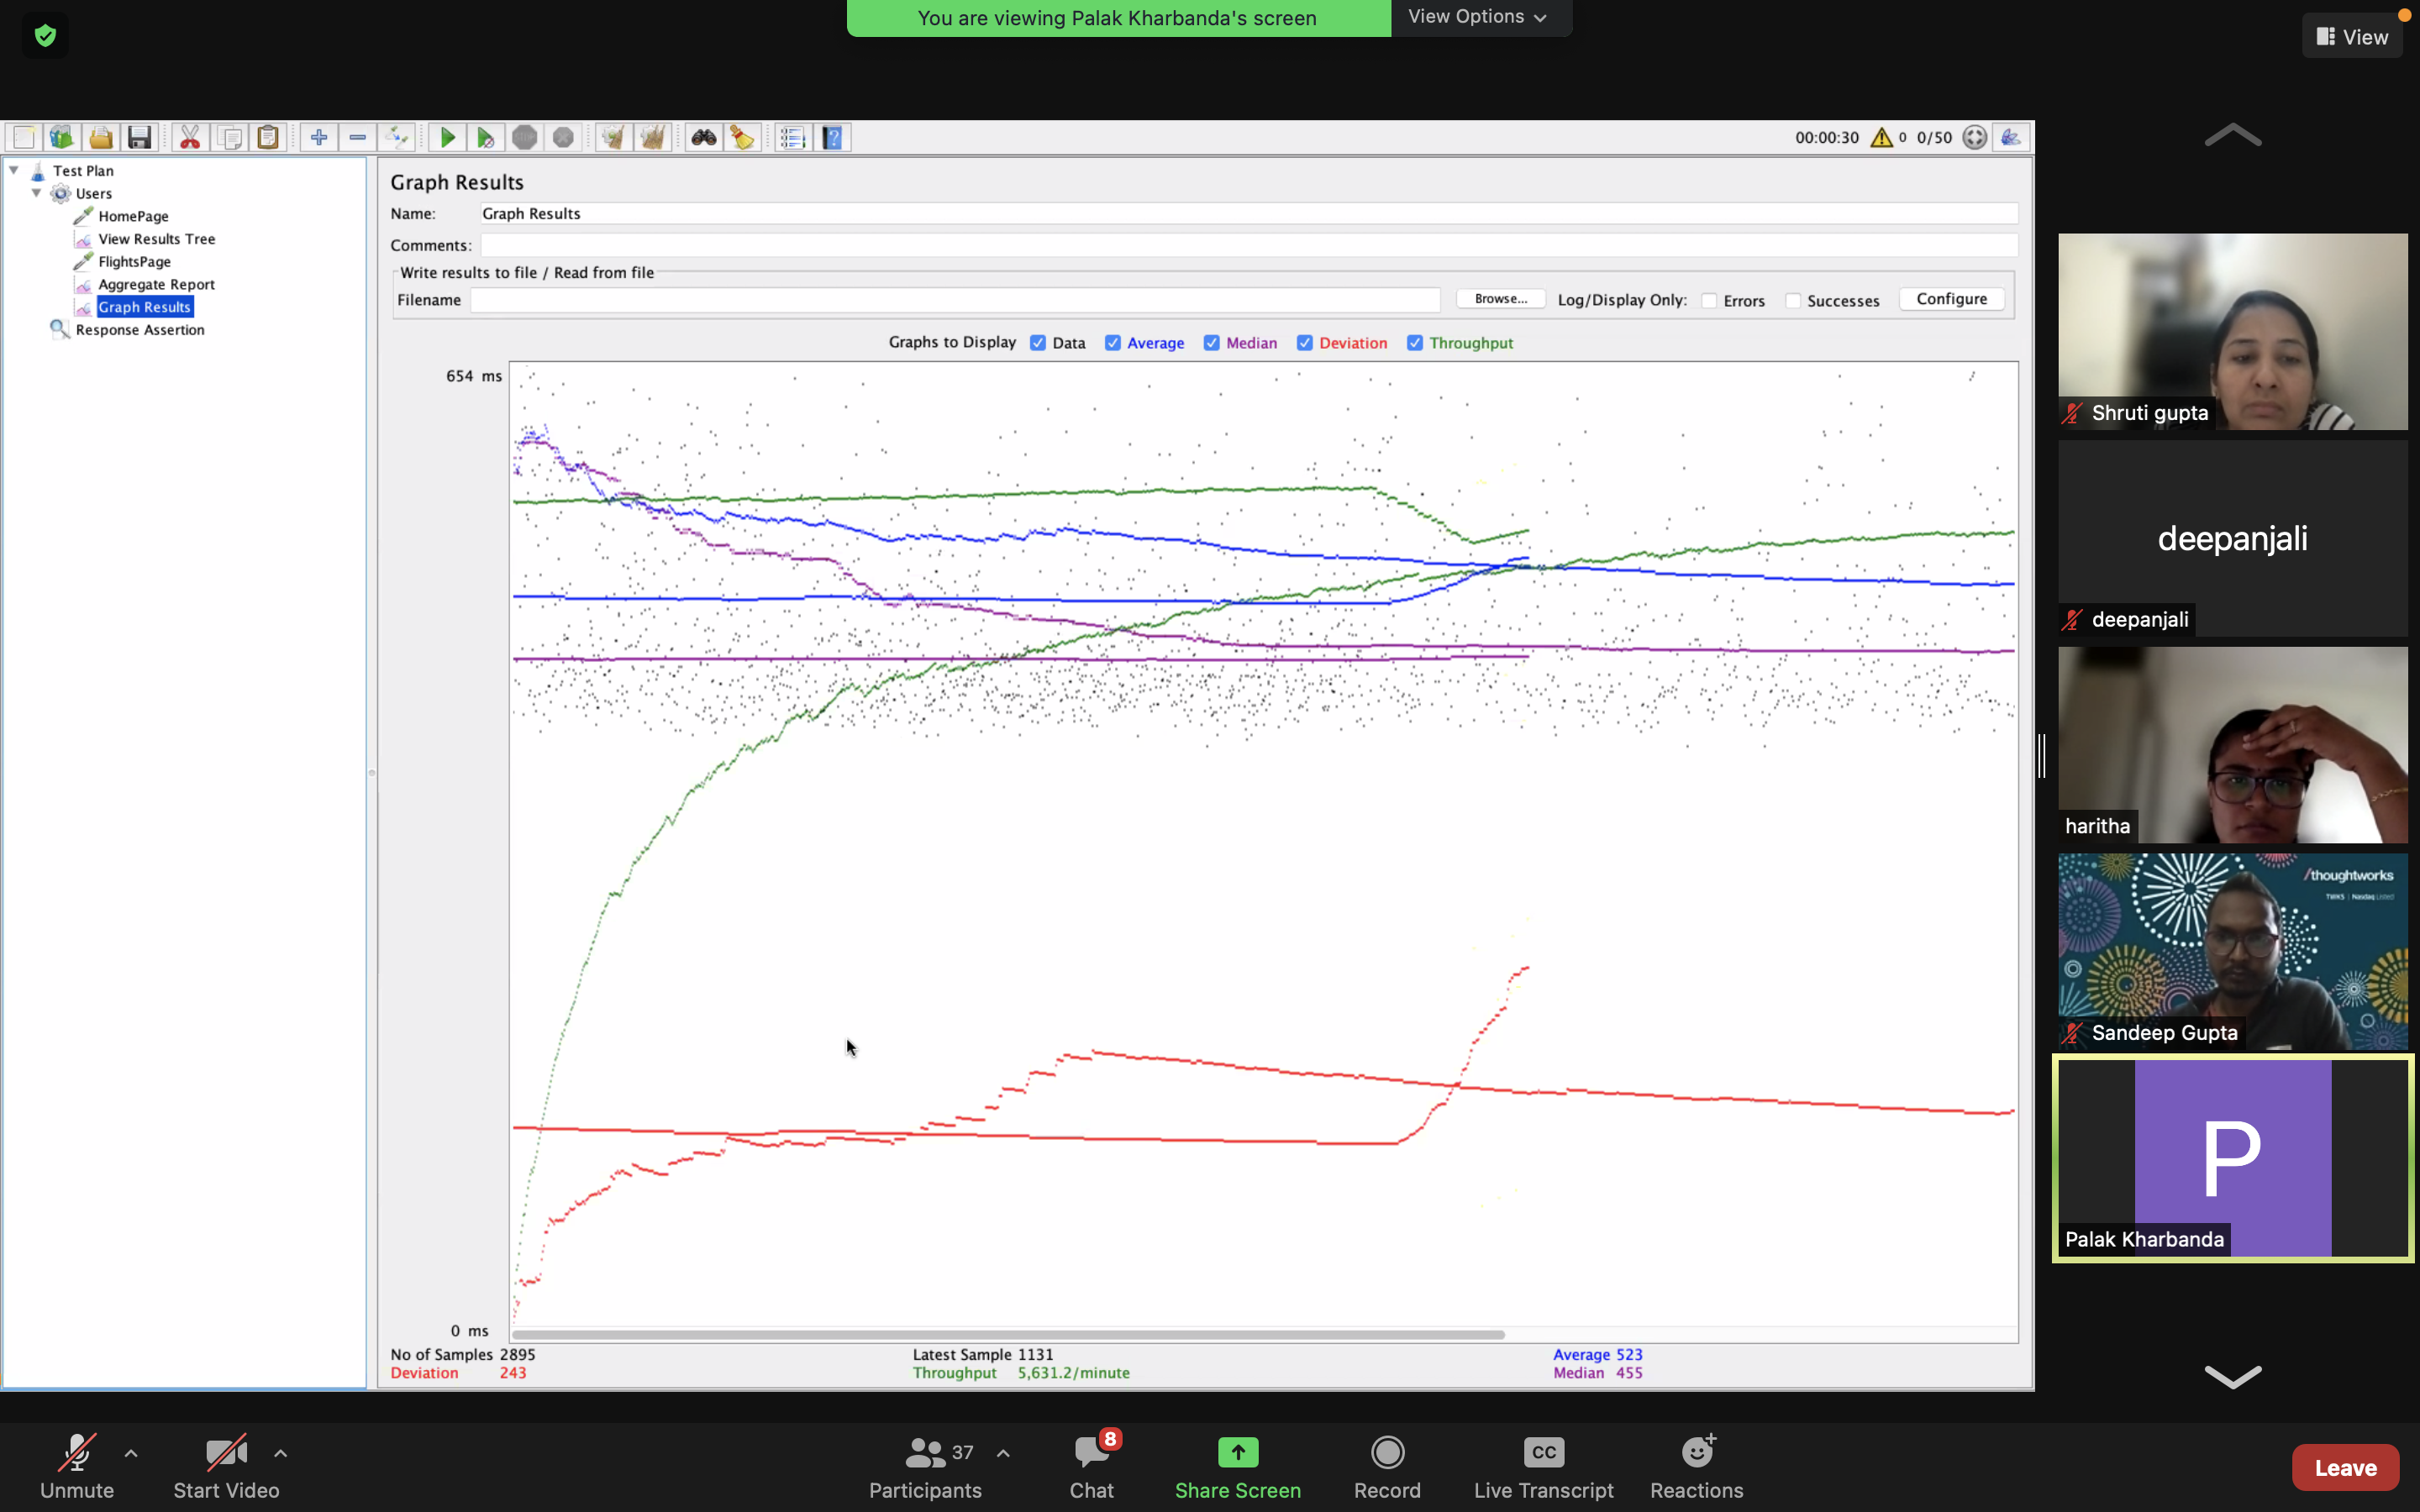 You are viewing Palak Kharbanda's screen
View Options
View
00:00:30
0
0/50
Test Plan
Users
HomePage
View Results Tree
FlightsPage
Aggregate Report
Graph Results
Response Assertion
Graph Results
Name: Graph Results
Comments:
Write results to file / Read from file
Filename
Browse...
Log/Display Only:
Errors
Successes
Configure
Graphs to Display
Data
Average
Median
Deviation
Throughput
654 ms
0 ms
No of Samples 2895
Latest Sample 1131
Average 523
Deviation 243
Throughput 5,631.2/minute
Median 455
Shruti gupta
deepanjali
deepanjali
haritha
/thoughtworks
TWKS | Nasdaq Listed
Sandeep Gupta
P
Palak Kharbanda
Unmute
Start Video
37
Participants
8
Chat
Share Screen
Record
CC
Live Transcript
Reactions
Leave